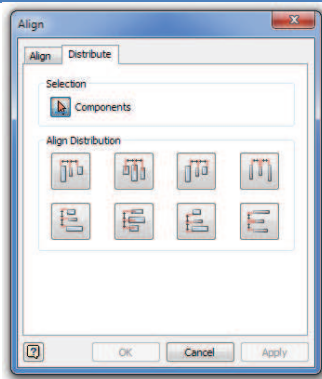 Align
Align Distribute
Selection
Components
Align Distribution
OK Cancel Apply